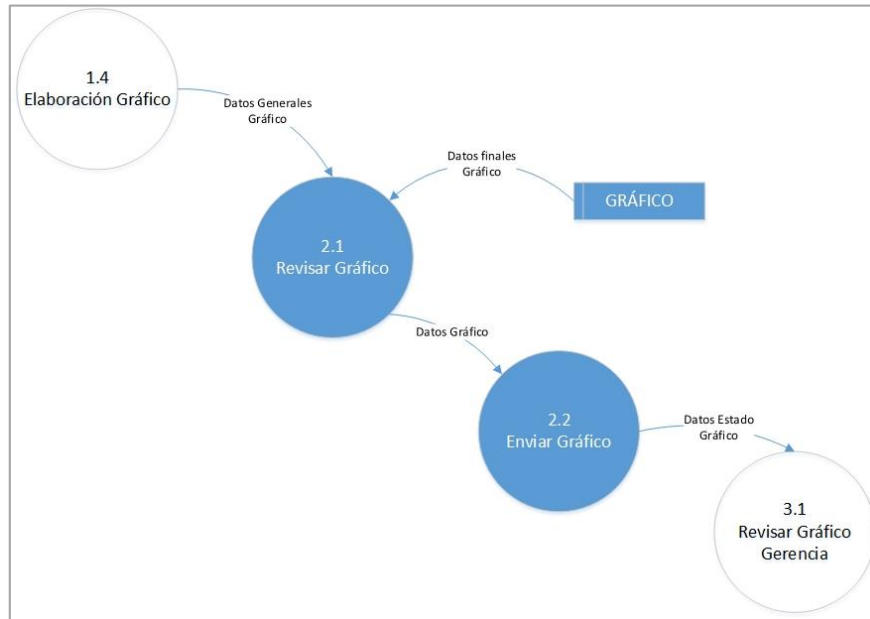 1.4
Elaboración Gráfico
Datos Generales
Gráfico
Datos finales
Gráfico
GRÁFICO
2.1
Revisar Gráfico
Datos Gráfico
2.2
Enviar Gráfico
Datos Estado
Gráfico
3.1
Revisar Gráfico
Gerencia